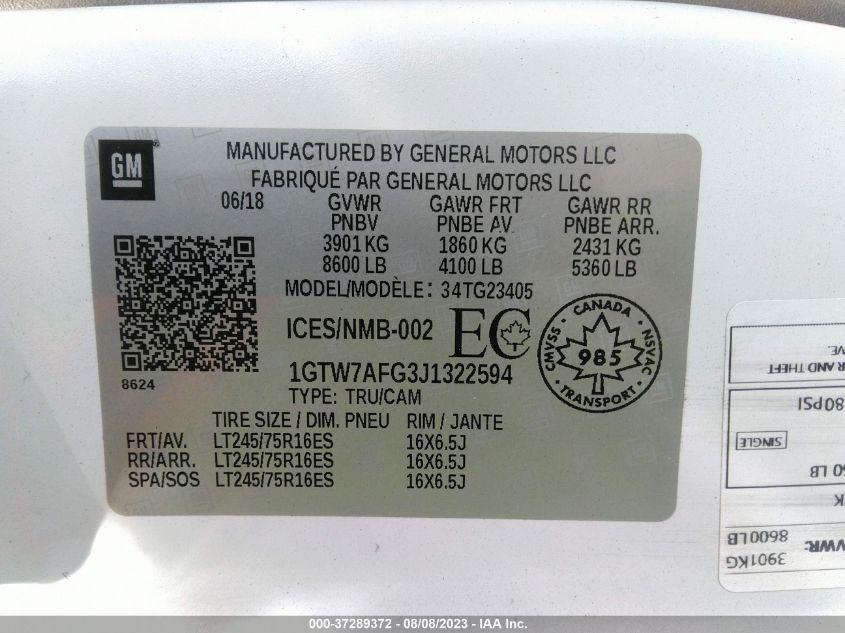 GM
MANUFACTURED BY GENERAL MOTORS LLC
FABRIQUÉ PAR GENERAL MOTORS LLC
06/18 GVWR GAWR FRT GAWR RR
PNBV PNBE AV. PNBE ARR.
3901 KG 1860 KG 2431 KG
8600 LB 4100 LB 5360 LB
MODEL/MODÈLE: 34TG23405
ICES/NMB-002 EC
CANADA
CMVSS 985 NSVAC
TRANSPORT
8624
1GTW7AFG3J1322594
TYPE: TRU/CAM
TIRE SIZE / DIM. PNEU RIM / JANTE
FRT/AV. LT245/75R16ES 16X6.5J
RR/ARR. LT245/75R16ES 16X6.5J
SPA/SOS LT245/75R16ES 16X6.5J
3901KG
8600LB
SINGLE
80PSI
R AND THEFT
000-37289372 - 08/08/2023 - IAA Inc.